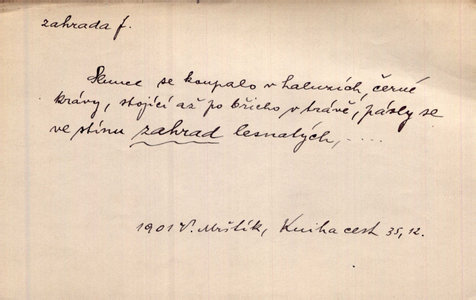 zahrada f.
Slunce se koupalo v haluzích, černé
krávy, stojící až po břicho v trávě, pásly se
ve stínu zahrad lesnatých, ....
1901 V. Mrštík, Kniha cest 35, 12.